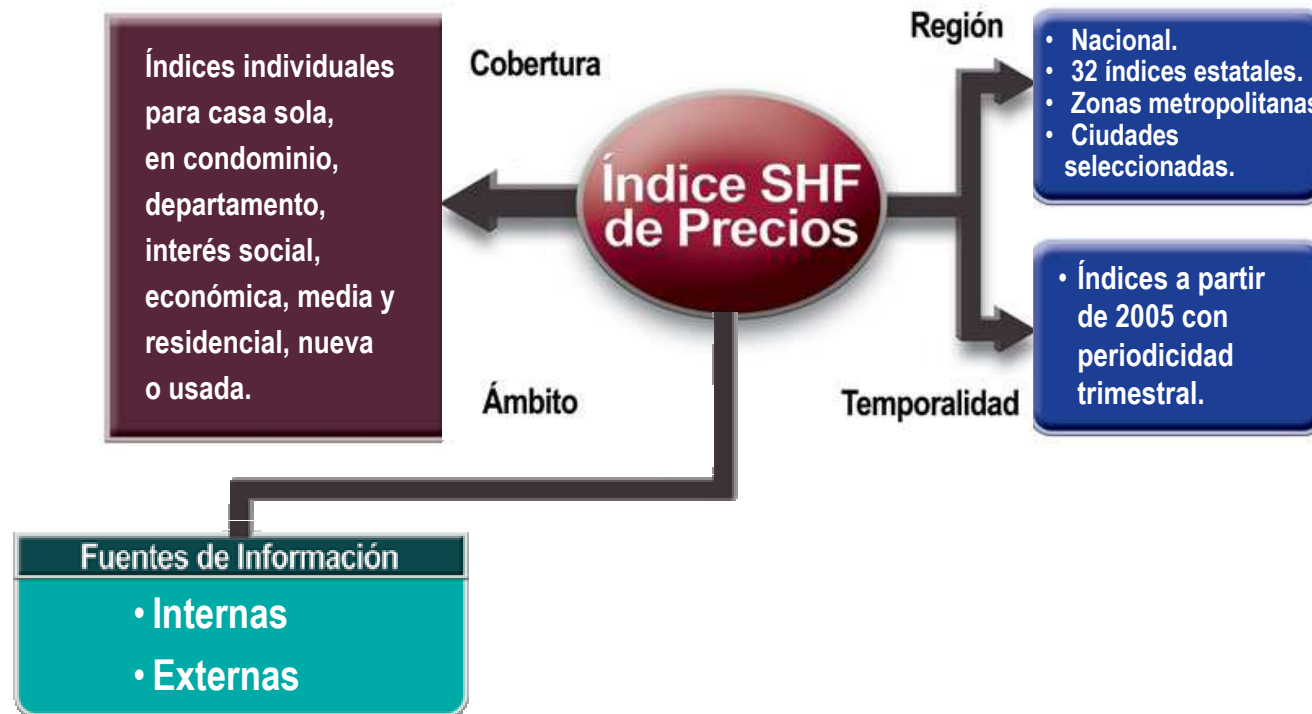 Índices individuales
para casa sola,
en condominio,
departamento,
interés social,
económica, media y
residencial, nueva
o usada.
Cobertura
Índice SHF
de Precios
Región
• Nacional.
• 32 índices estatales.
• Zonas metropolitanas
• Ciudades
seleccionadas.
Ámbito
Temporalidad
• Índices a partir
de 2005 con
periodicidad
trimestral.
Fuentes de Información
• Internas
• Externas